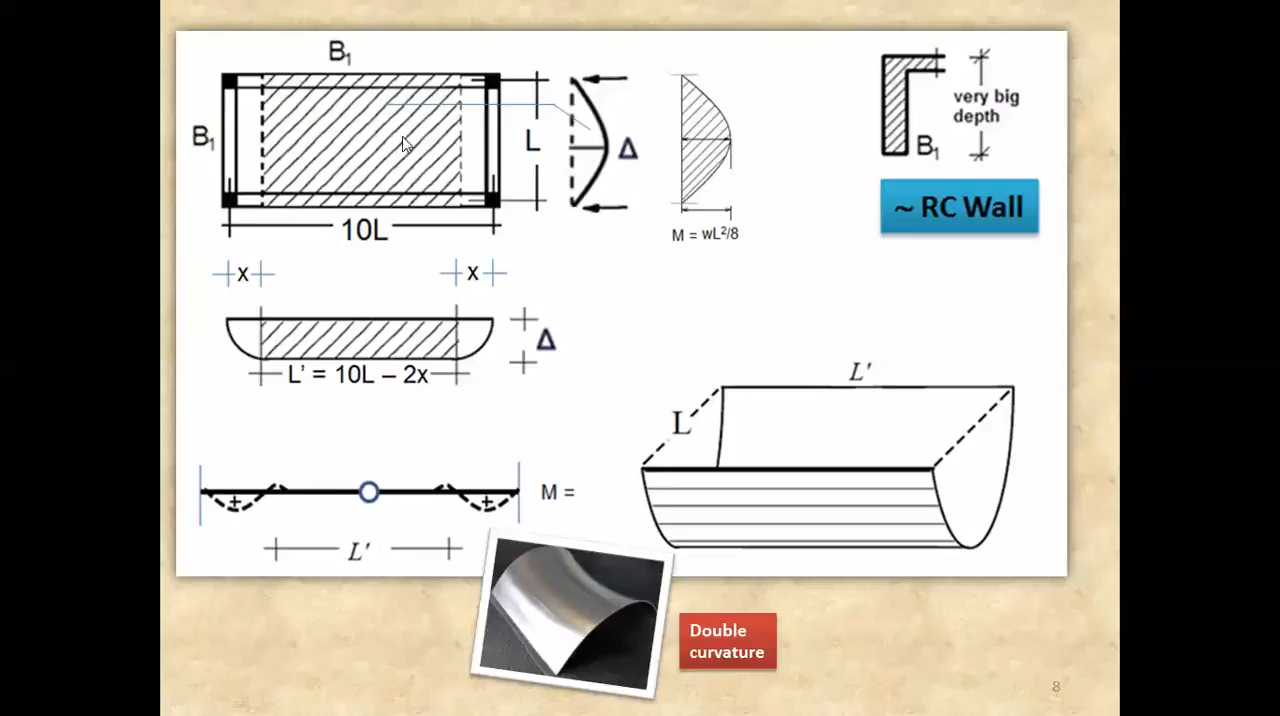 B1
B1
L
Δ
10L
M = wL²/8
very big
depth
B1
~ RC Wall
x
x
Δ
L' = 10L – 2x
L'
L
+
+
M =
L'
Double
curvature
8